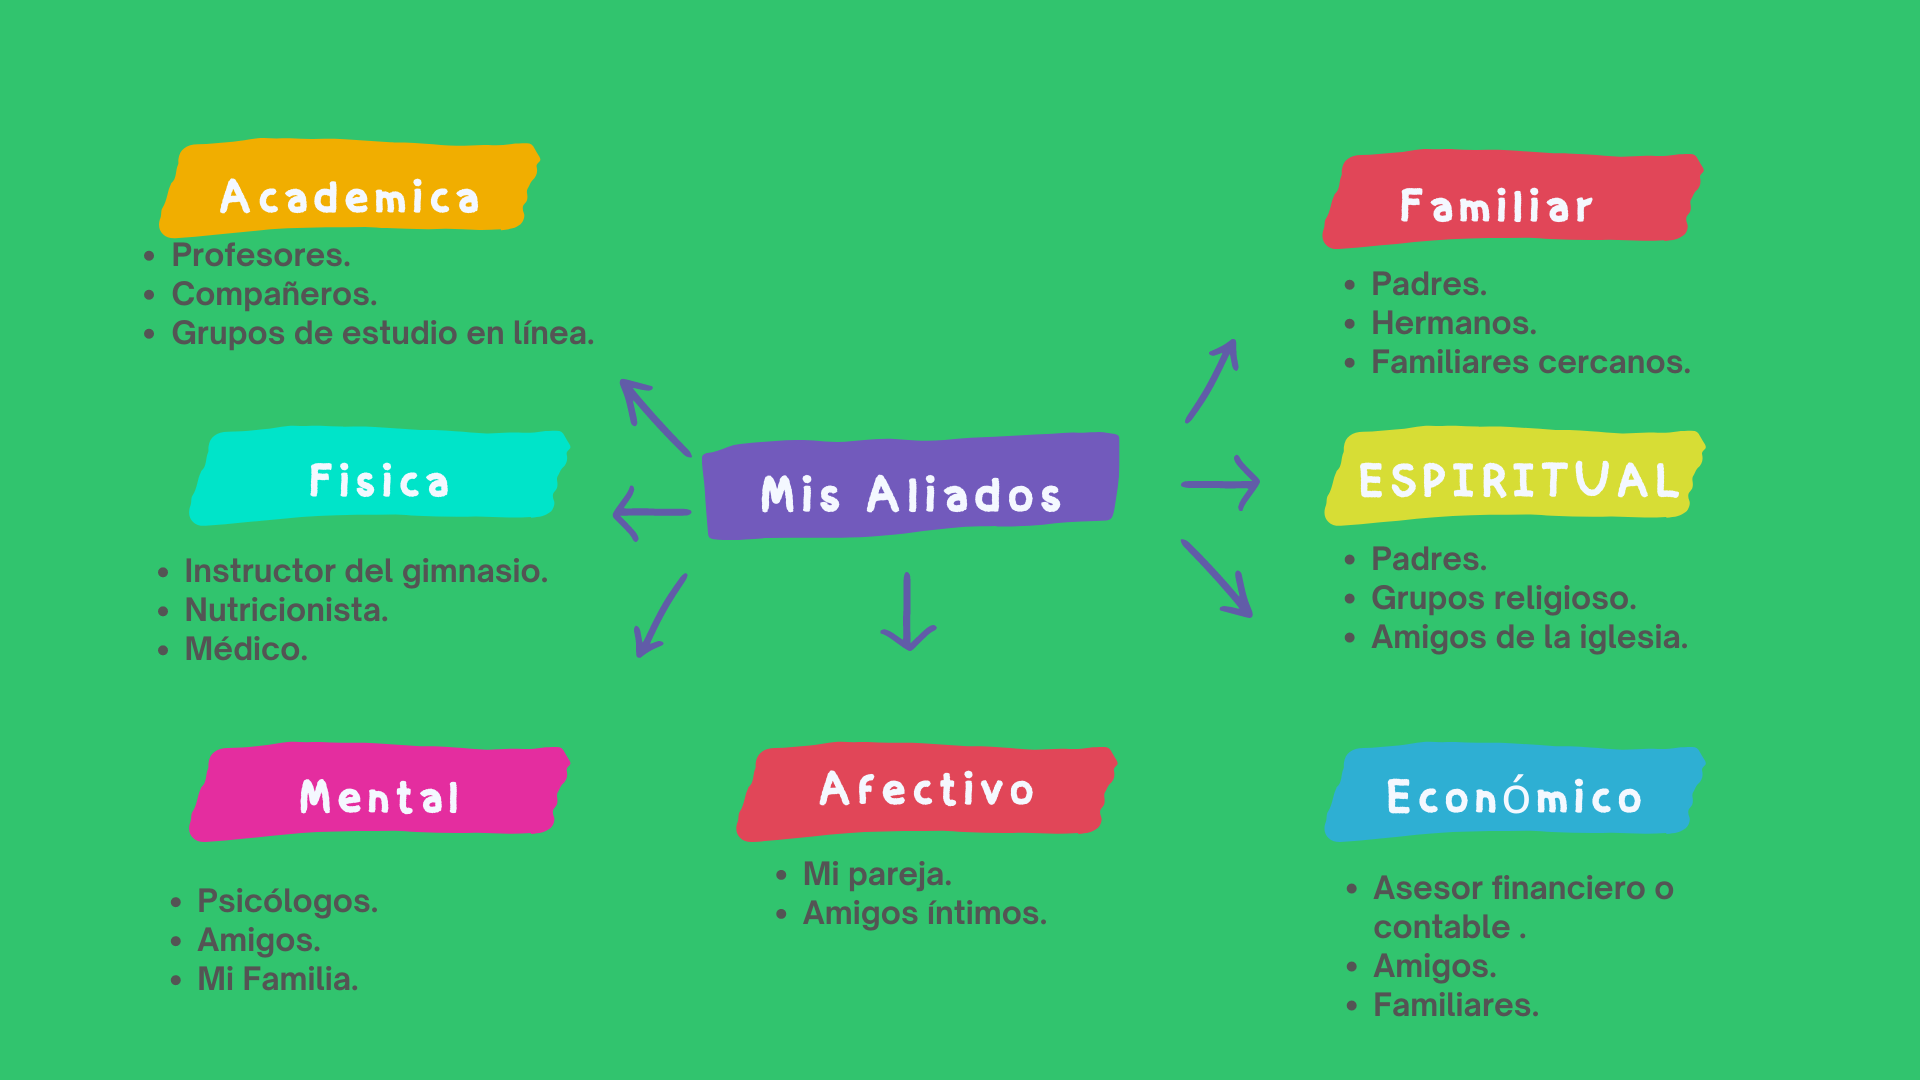 Academica
• Profesores.
• Compañeros.
• Grupos de estudio en línea.
Fisica
• Instructor del gimnasio.
• Nutricionista.
• Médico.
Mental
• Psicólogos.
• Amigos.
• Mi Familia.
Mis Aliados
Afectivo
• Mi pareja.
• Amigos íntimos.
Familiar
• Padres.
• Hermanos.
• Familiares cercanos.
ESPIRITUAL
• Padres.
• Grupos religioso.
• Amigos de la iglesia.
Económico
• Asesor financiero o
contable .
• Amigos.
• Familiares.